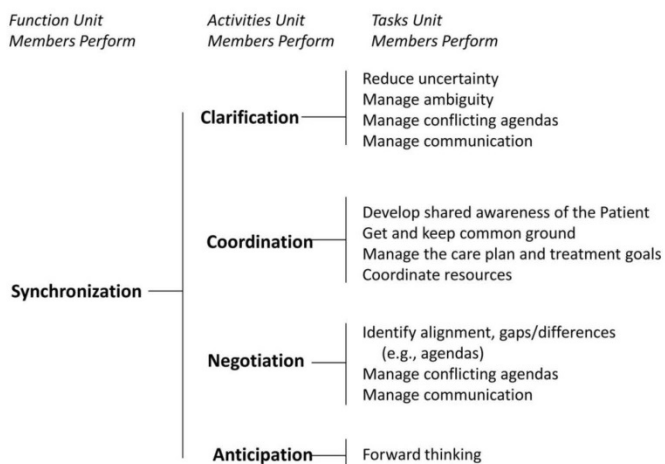 Function Unit
Members Perform
Activities Unit
Members Perform
Tasks Unit
Members Perform
Synchronization
Clarification
Reduce uncertainty
Manage ambiguity
Manage conflicting agendas
Manage communication
Coordination
Develop shared awareness of the Patient
Get and keep common ground
Manage the care plan and treatment goals
Coordinate resources
Negotiation
Identify alignment, gaps/differences
(e.g., agendas)
Manage conflicting agendas
Manage communication
Anticipation
Forward thinking